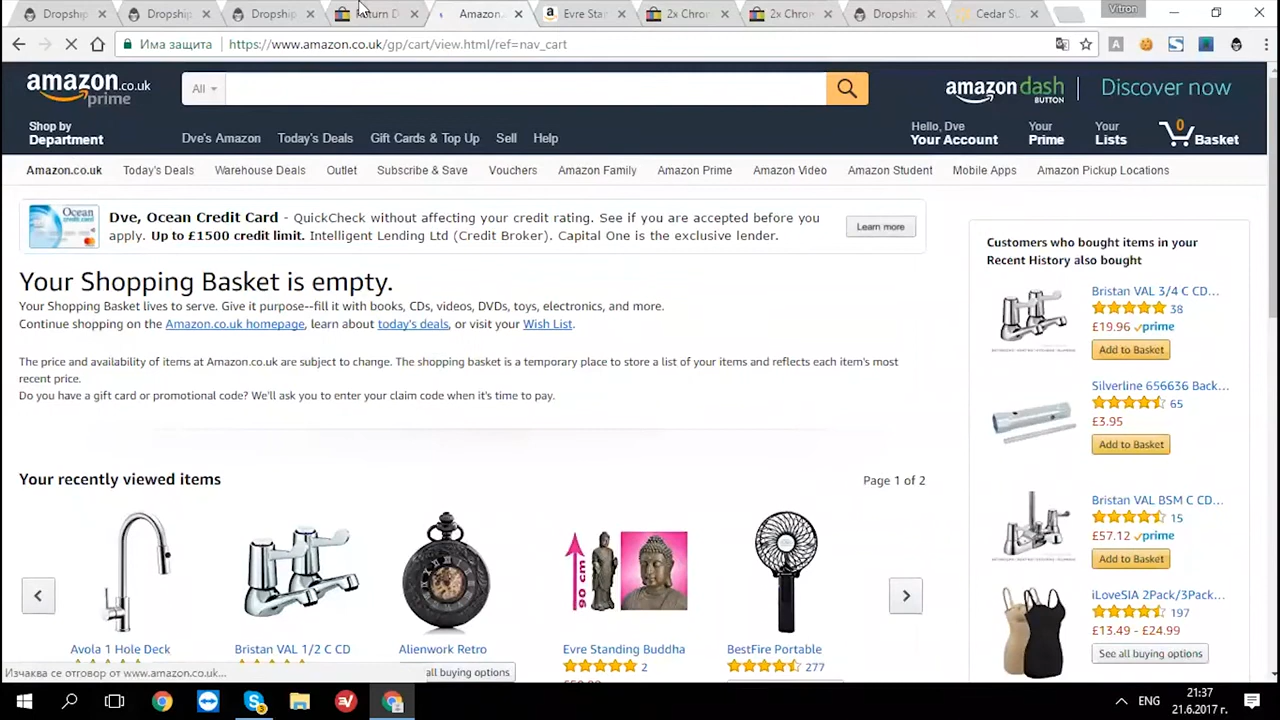 Dropship
Dropship
Dropship
Return D
Amazon.
Evre Sta
2x Chro
2x Chro
Dropshi
Cedar Su
Vitron
Има защита
https://www.amazon.co.uk/gp/cart/view.html/ref=nav_cart
amazon.co.uk
prime
All
amazon dash
BUTTON
Discover now
Shop by
Department
Dve's Amazon
Today's Deals
Gift Cards & Top Up
Sell
Help
Hello, Dve
Your Account
Your
Prime
Your
Lists
0
Basket
Amazon.co.uk
Today's Deals
Warehouse Deals
Outlet
Subscribe & Save
Vouchers
Amazon Family
Amazon Prime
Amazon Video
Amazon Student
Mobile Apps
Amazon Pickup Locations
Ocean
Dve, Ocean Credit Card - QuickCheck without affecting your credit rating. See if you are accepted before you
apply. Up to £1500 credit limit. Intelligent Lending Ltd (Credit Broker). Capital One is the exclusive lender.
Learn more
Your Shopping Basket is empty.
Your Shopping Basket lives to serve. Give it purpose--fill it with books, CDs, videos, DVDs, toys, electronics, and more.
Continue shopping on the Amazon.co.uk homepage, learn about today's deals, or visit your Wish List.
The price and availability of items at Amazon.co.uk are subject to change. The shopping basket is a temporary place to store a list of your items and reflects each item's most
recent price.
Do you have a gift card or promotional code? We'll ask you to enter your claim code when it's time to pay.
Customers who bought items in your
Recent History also bought
Bristan VAL 3/4 C CD...
38
£19.96 prime
Add to Basket
Silverline 656636 Back...
65
£3.95
Add to Basket
Bristan VAL BSM C CD...
15
£57.12 prime
Add to Basket
iLoveSIA 2Pack/3Pack...
197
£13.49 - £24.99
See all buying options
Your recently viewed items
Page 1 of 2
90 cm
Avola 1 Hole Deck
Bristan VAL 1/2 C CD
Alienwork Retro
Evre Standing Buddha
BestFire Portable
all buying options
2
277
Изчаква се отговор от www.amazon.co.uk...
ENG
21:37
21.6.2017 г.